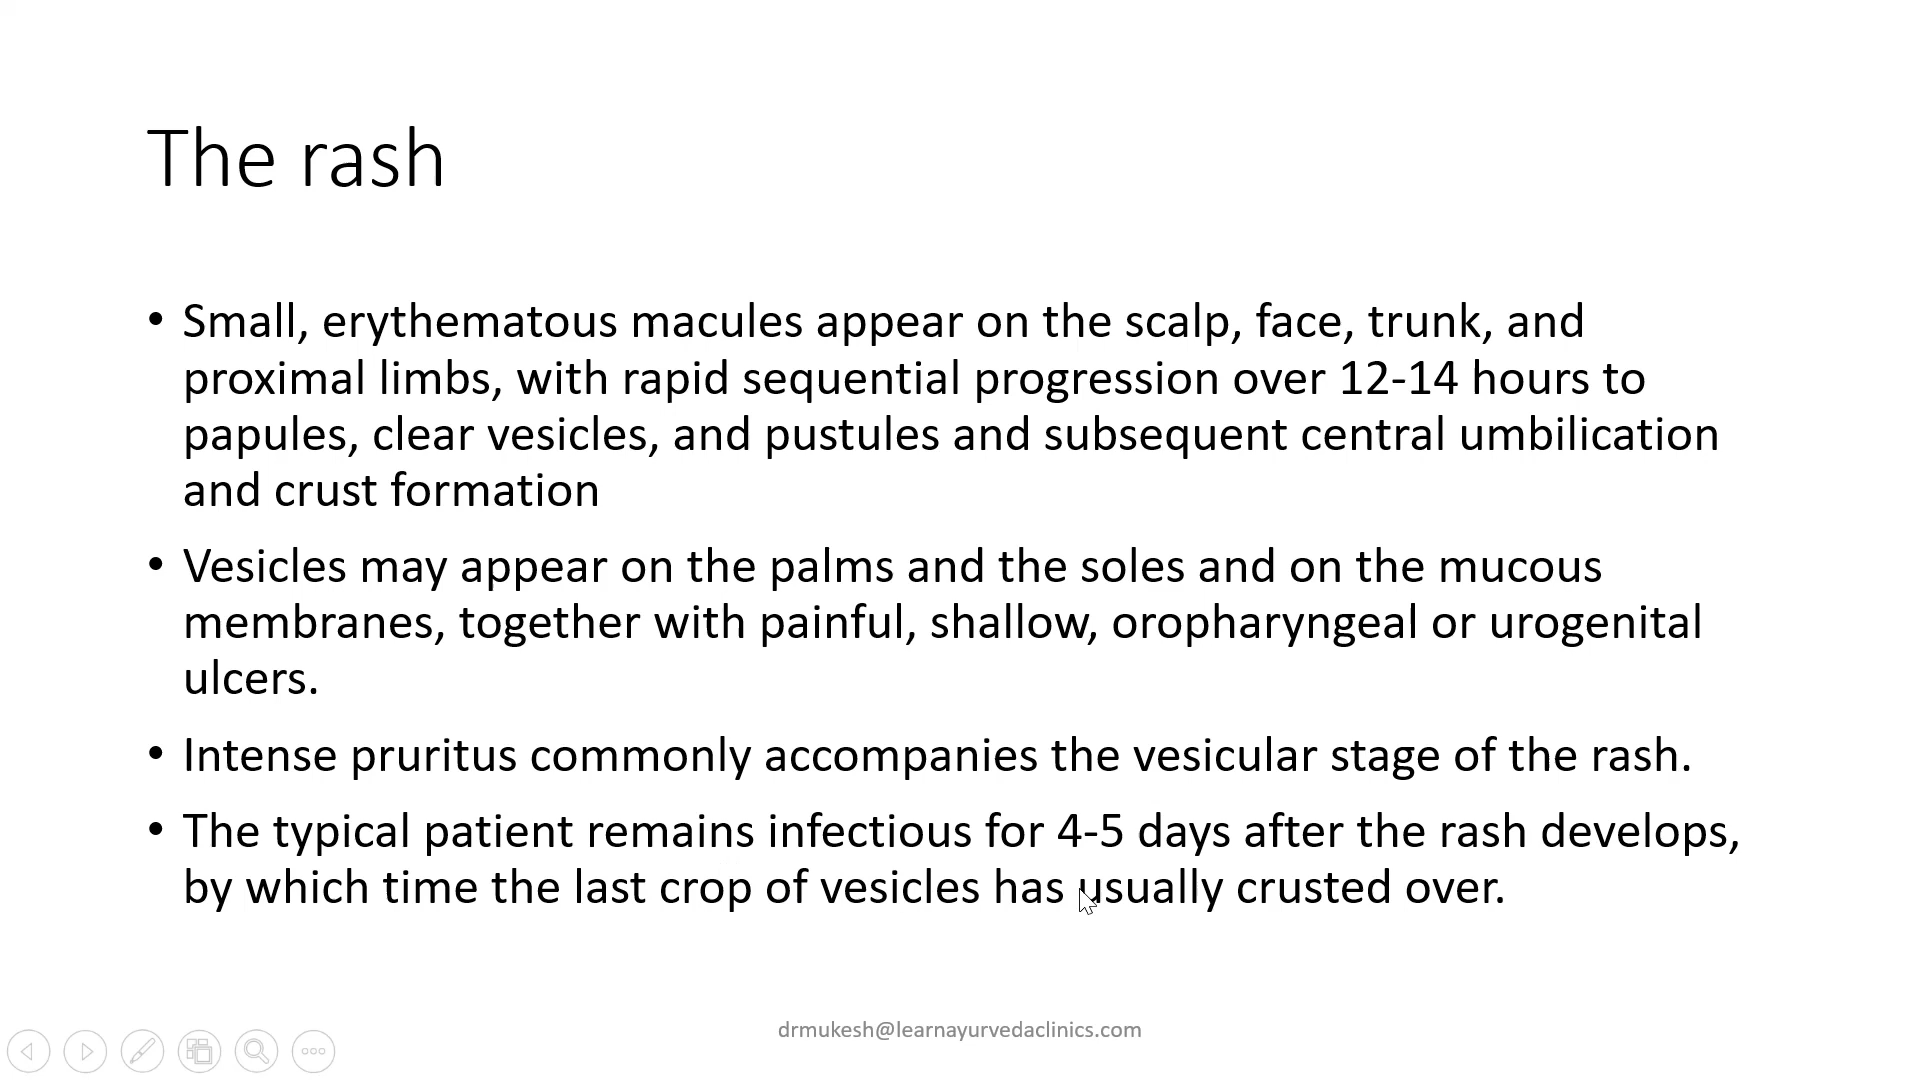 The rash
• Small, erythematous macules appear on the scalp, face, trunk, and
proximal limbs, with rapid sequential progression over 12-14 hours to
papules, clear vesicles, and pustules and subsequent central umbilication
and crust formation
• Vesicles may appear on the palms and the soles and on the mucous
membranes, together with painful, shallow, oropharyngeal or urogenital
ulcers.
• Intense pruritus commonly accompanies the vesicular stage of the rash.
• The typical patient remains infectious for 4-5 days after the rash develops,
by which time the last crop of vesicles has usually crusted over.
drmukesh@learnayurvedaclinics.com